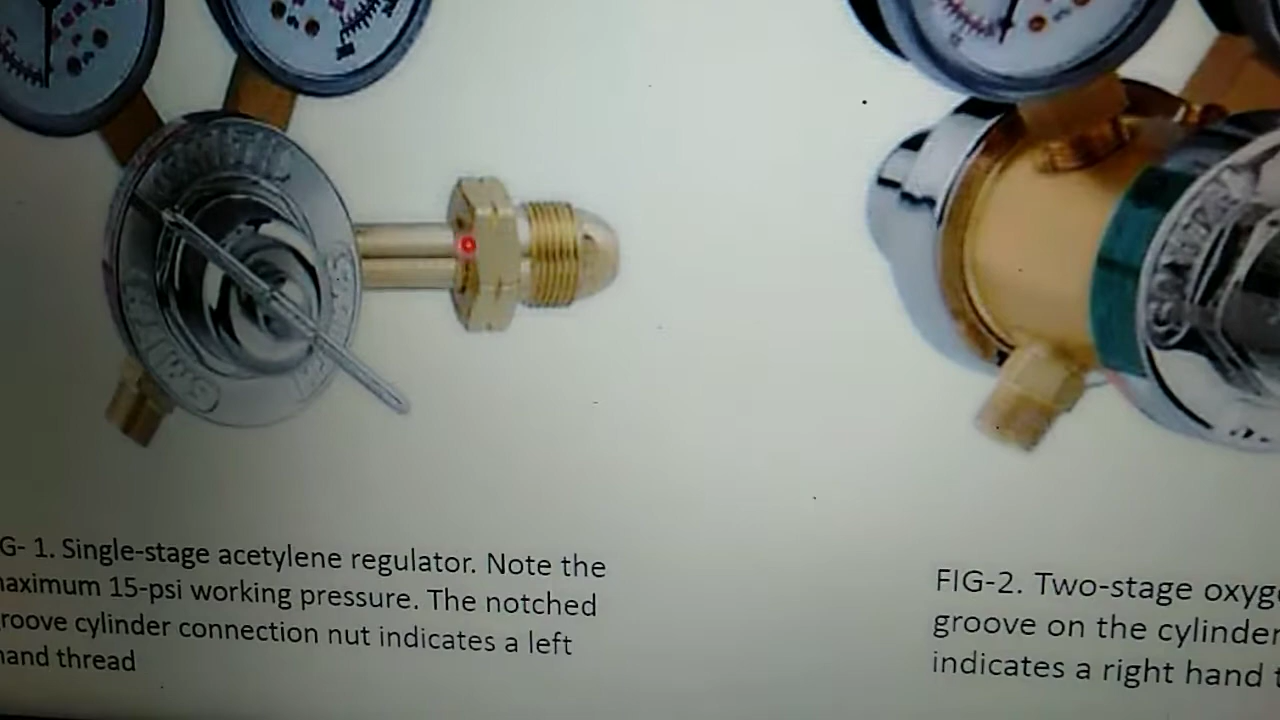 G- 1. Single-stage acetylene regulator. Note the
aximum 15-psi working pressure. The notched
roove cylinder connection nut indicates a left
and thread
FIG-2. Two-stage oxyg
groove on the cylinder
indicates a right hand t